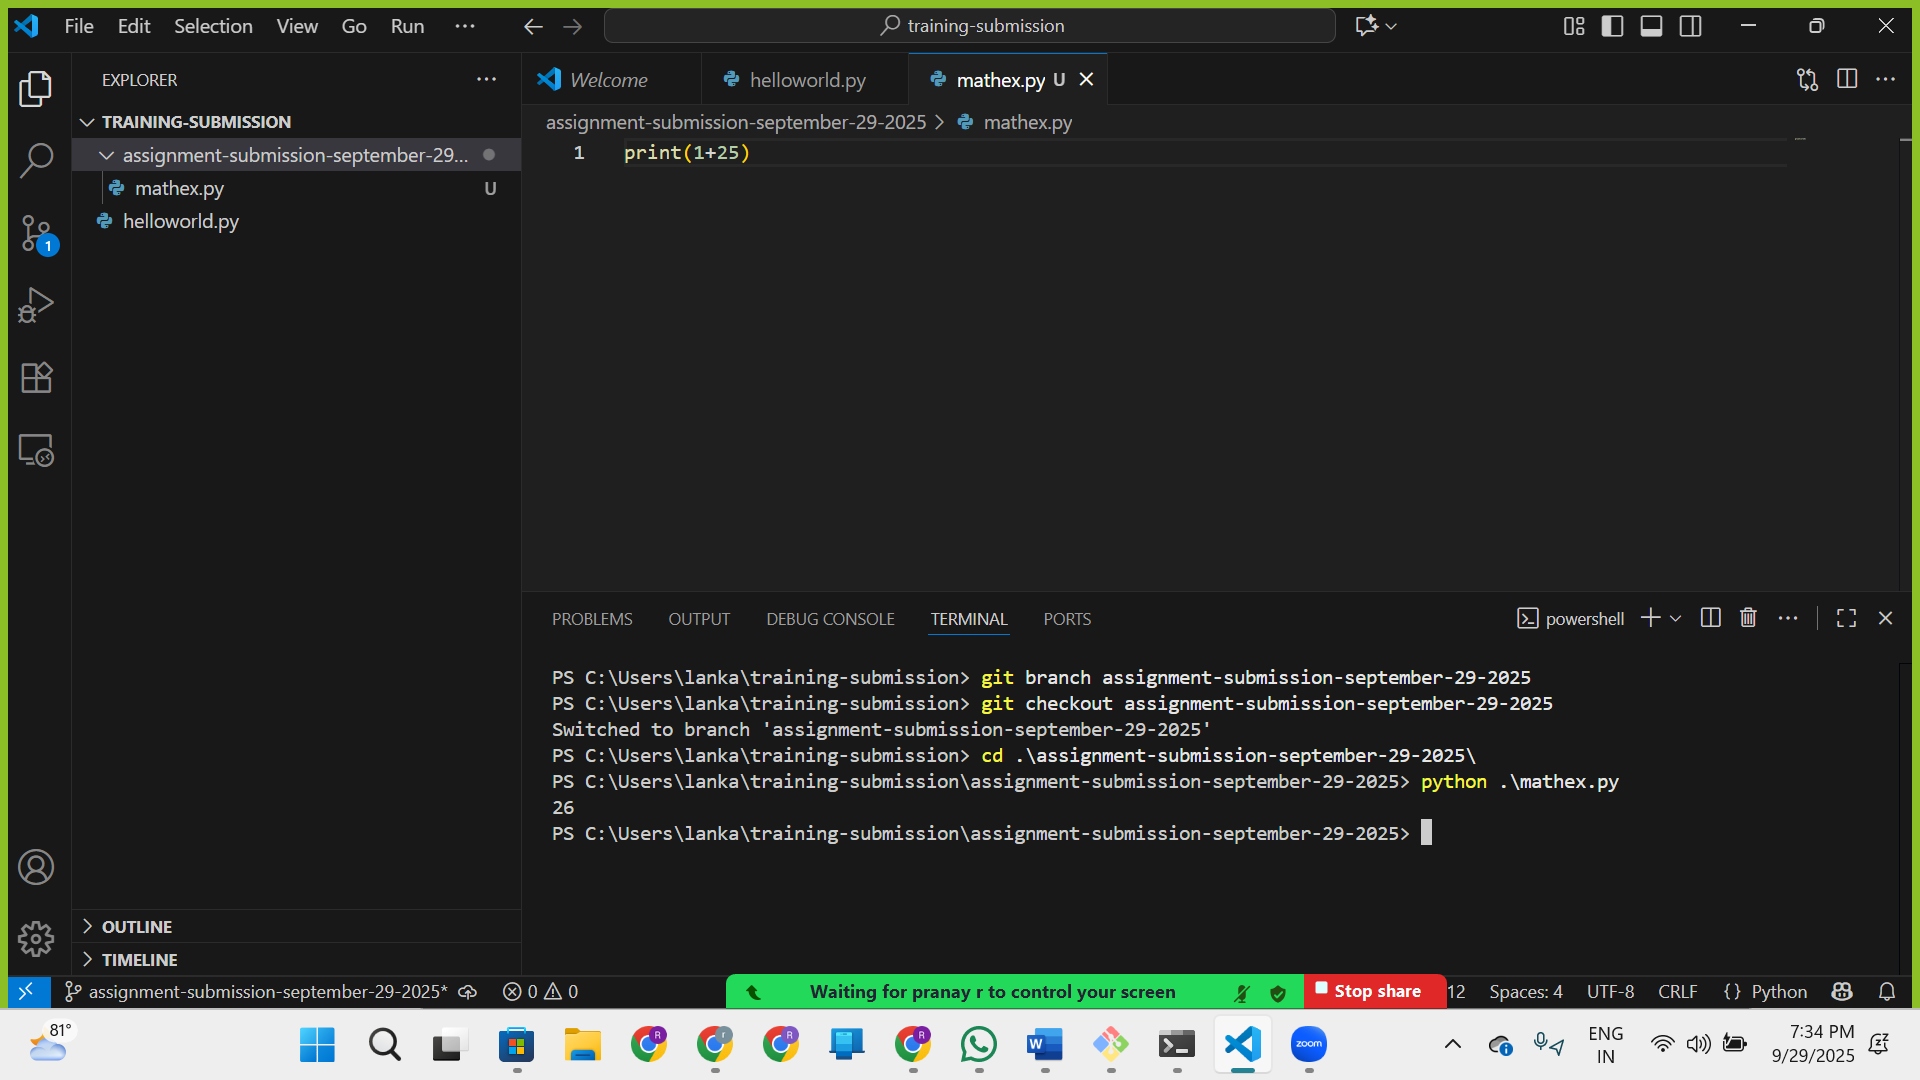 File Edit Selection View Go Run ··· training-submission
EXPLORER ···
Welcome helloworld.py mathex.py U
TRAINING-SUBMISSION
assignment-submission-september-29-2025 > mathex.py
assignment-submission-september-29...
1 print(1+25)
mathex.py U
helloworld.py
1
PROBLEMS OUTPUT DEBUG CONSOLE TERMINAL PORTS powershell
PS C:\Users\lanka\training-submission> git branch assignment-submission-september-29-2025
PS C:\Users\lanka\training-submission> git checkout assignment-submission-september-29-2025
Switched to branch 'assignment-submission-september-29-2025'
PS C:\Users\lanka\training-submission> cd .\assignment-submission-september-29-2025\
PS C:\Users\lanka\training-submission\assignment-submission-september-29-2025> python .\mathex.py
26
PS C:\Users\lanka\training-submission\assignment-submission-september-29-2025>
OUTLINE
TIMELINE
assignment-submission-september-29-2025* 0 0 Waiting for pranay r to control your screen Stop share 12 Spaces: 4 UTF-8 CRLF {} Python
81° R r R R W zoom ENG 7:34 PM
IN 9/29/2025